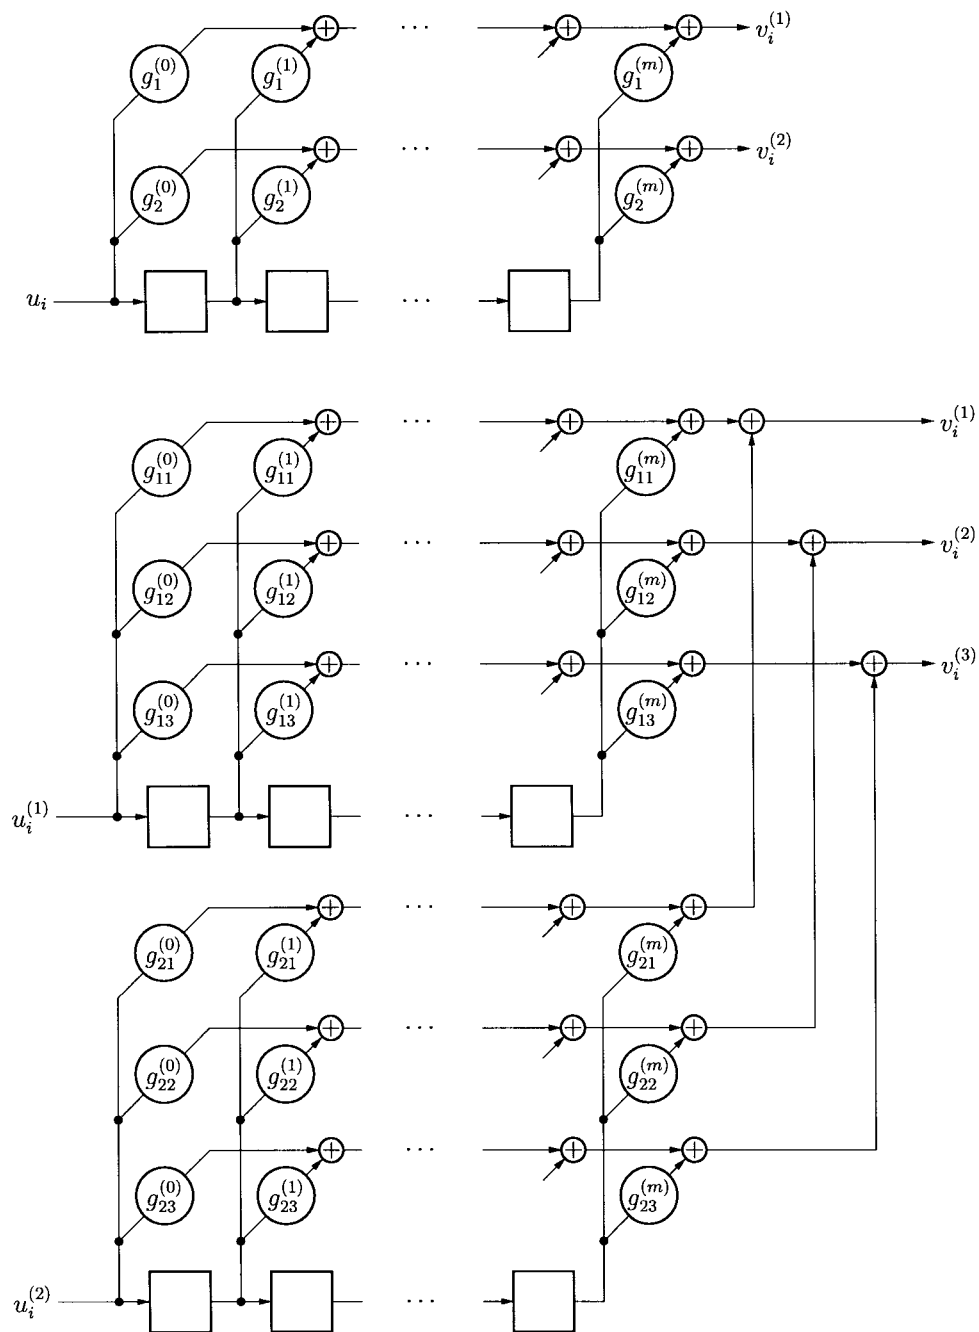 ··· v_i^{(1)}
g_1^{(0)} g_1^{(1)} g_1^{(m)}
··· v_i^{(2)}
g_2^{(0)} g_2^{(1)} g_2^{(m)}
u_i ···
··· v_i^{(1)}
g_{11}^{(0)} g_{11}^{(1)} g_{11}^{(m)}
··· v_i^{(2)}
g_{12}^{(0)} g_{12}^{(1)} g_{12}^{(m)}
··· v_i^{(3)}
g_{13}^{(0)} g_{13}^{(1)} g_{13}^{(m)}
u_i^{(1)} ···
···
g_{21}^{(0)} g_{21}^{(1)} g_{21}^{(m)}
···
g_{22}^{(0)} g_{22}^{(1)} g_{22}^{(m)}
···
g_{23}^{(0)} g_{23}^{(1)} g_{23}^{(m)}
u_i^{(2)} ···